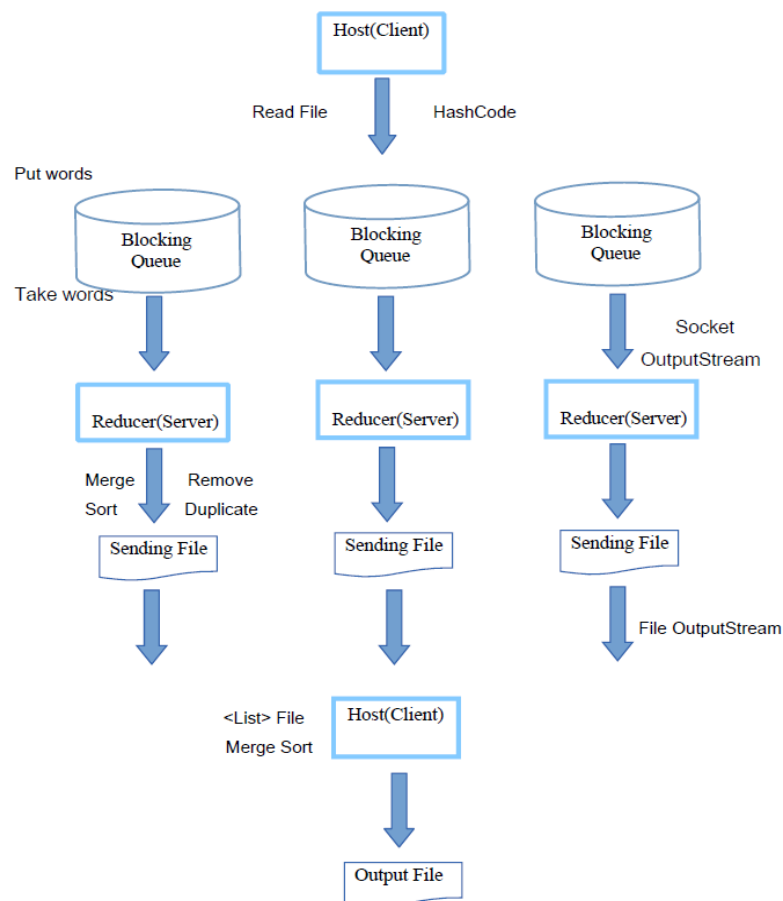 Host(Client)
Read File
HashCode
Put words
Blocking
Queue
Blocking
Queue
Blocking
Queue
Take words
Socket
OutputStream
Reducer(Server)
Reducer(Server)
Reducer(Server)
Merge
Sort
Remove
Duplicate
Sending File
Sending File
Sending File
File OutputStream
<List> File
Merge Sort
Host(Client)
Output File